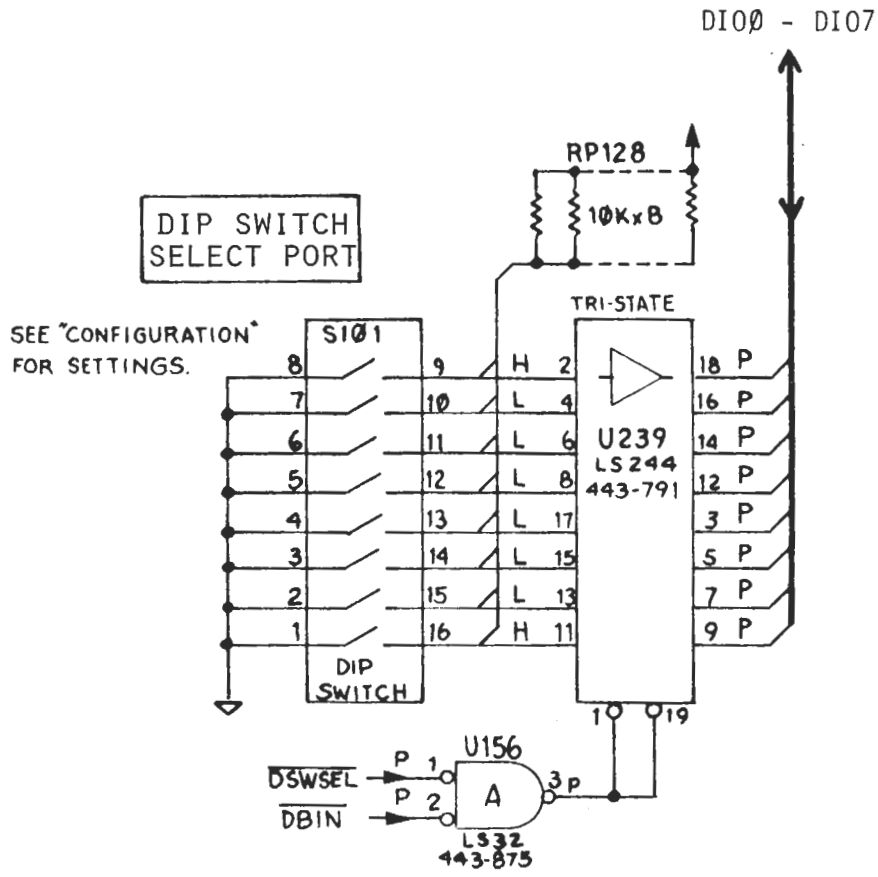 DIO0 - DIO7
RP128
10K x 8
DIP SWITCH
SELECT PORT
TRI-STATE
SEE "CONFIGURATION"
FOR SETTINGS.
S101
8 9 H 2 18 P
7 10 L 4 16 P
6 11 L 6 14 P
5 12 L 8 12 P
4 13 L 17 3 P
3 14 L 15 5 P
2 15 L 13 7 P
1 16 H 11 9 P
U239
LS244
443-791
DIP
SWITCH
1 19
U156
DSWSEL P 1
DBIN P 2
A
3 P
LS32
443-875